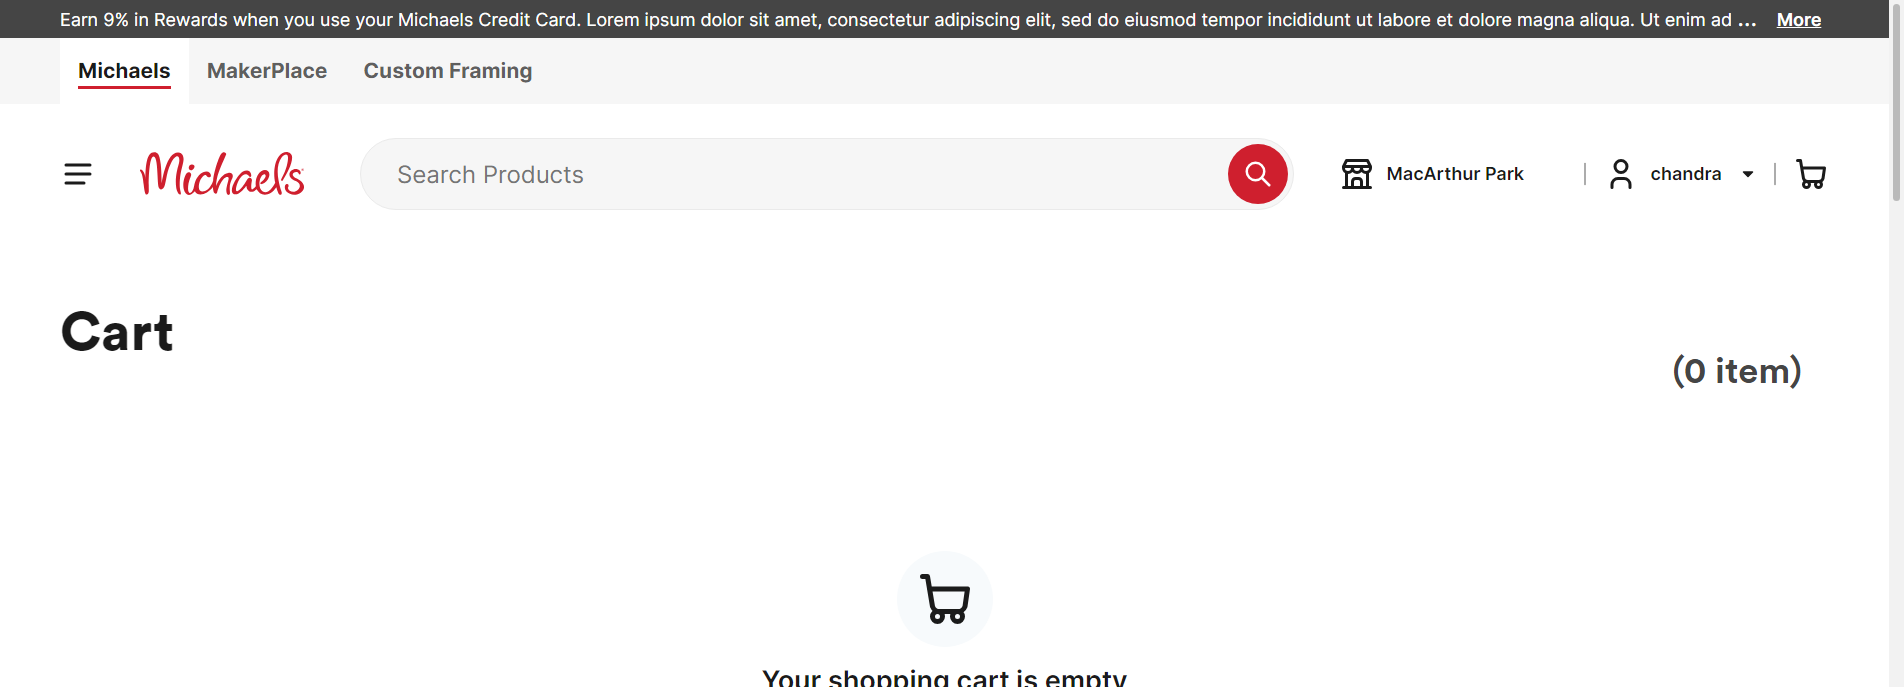 Earn 9% in Rewards when you use your Michaels Credit Card. Lorem ipsum dolor sit amet, consectetur adipiscing elit, sed do eiusmod tempor incididunt ut labore et dolore magna aliqua. Ut enim ad ... More
Michaels MakerPlace Custom Framing
Michaels Search Products MacArthur Park chandra
Cart
(0 item)
Your shopping cart is empty